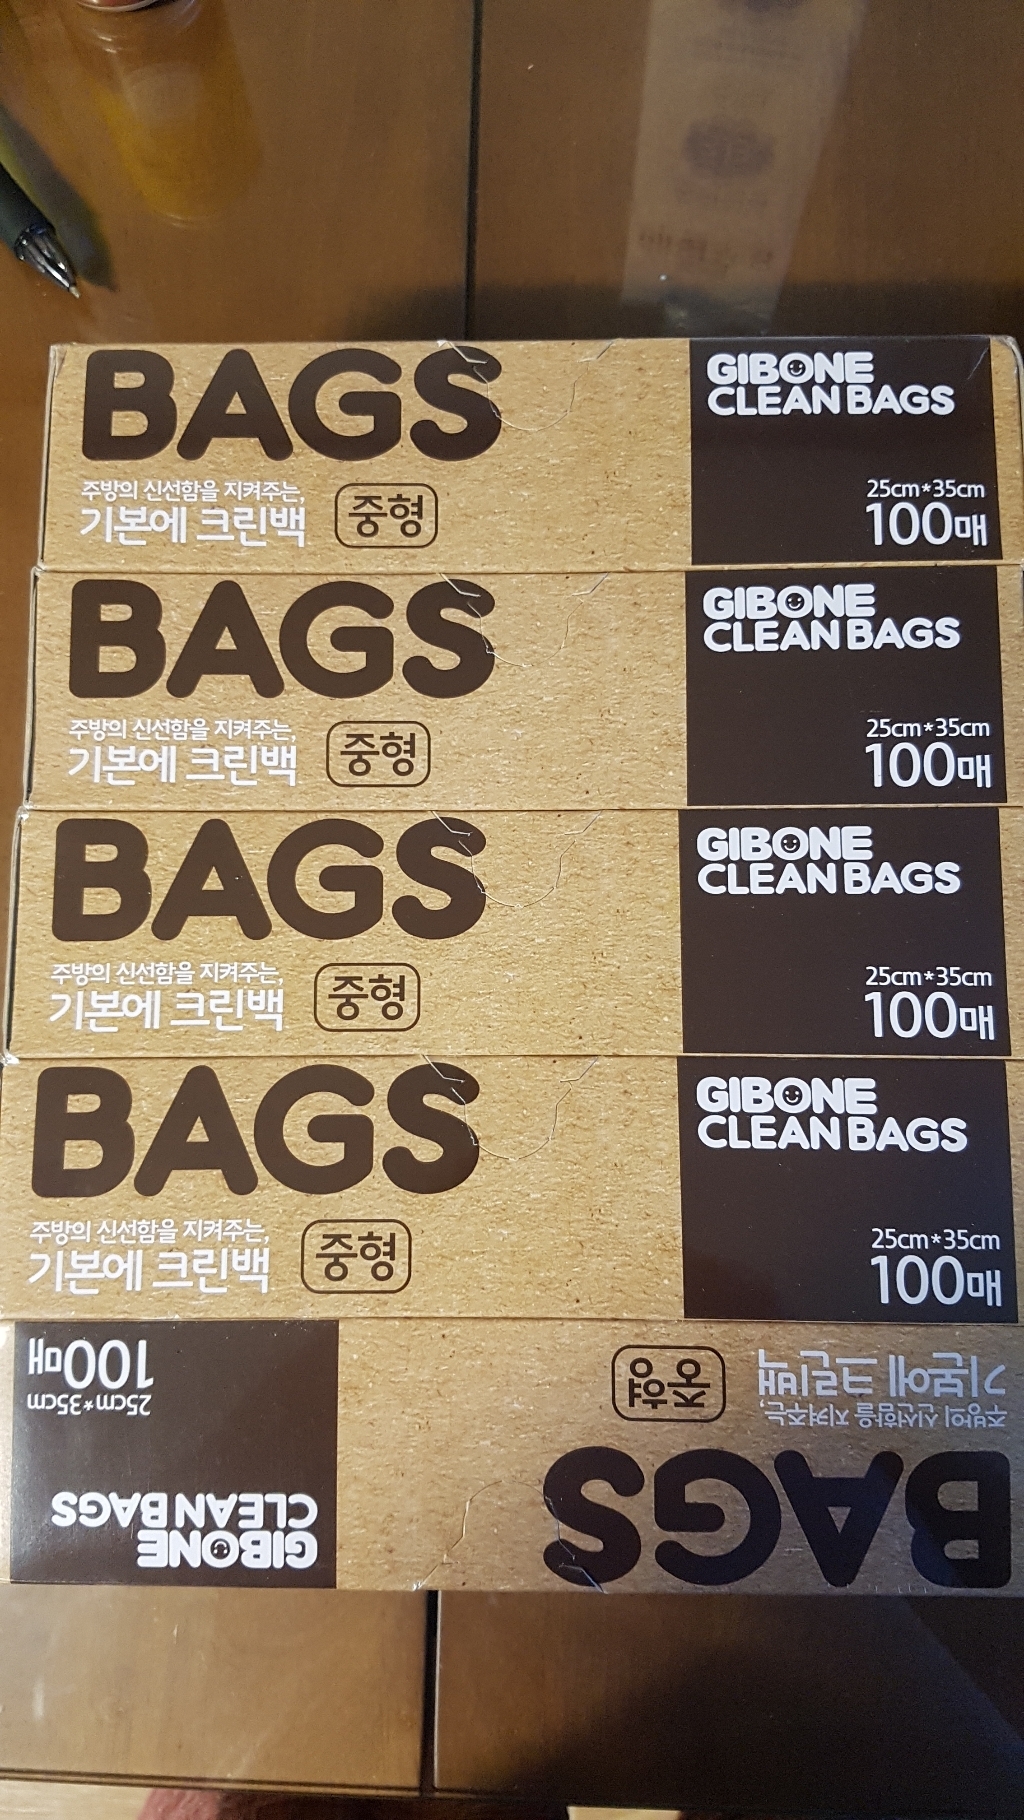 BAGS
주방의 신선함을 지켜주는,
기본에 크린백
중형
GIBONE
CLEAN BAGS
25cm*35cm
100매
BAGS
주방의 신선함을 지켜주는,
기본에 크린백
중형
GIBONE
CLEAN BAGS
25cm*35cm
100매
BAGS
주방의 신선함을 지켜주는,
기본에 크린백
중형
GIBONE
CLEAN BAGS
25cm*35cm
100매
BAGS
주방의 신선함을 지켜주는,
기본에 크린백
중형
GIBONE
CLEAN BAGS
25cm*35cm
100매
BAGS
주방의 신선함을 지켜주는,
기본에 크린백
중형
GIBONE
CLEAN BAGS
25cm*35cm
100매